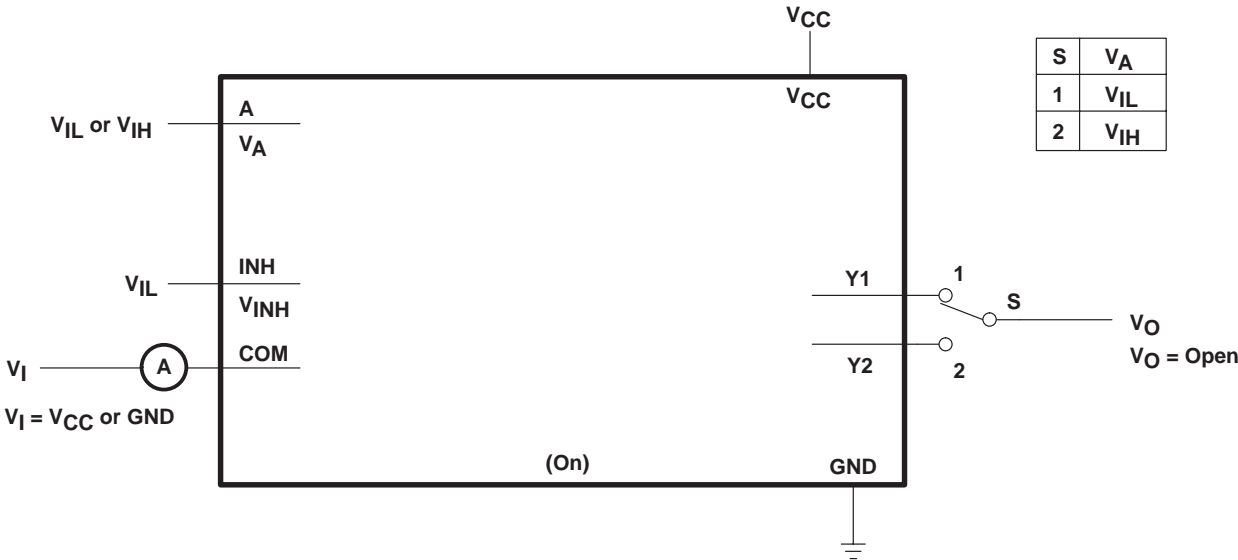 VCC
VCC
S VA
1 VIL
2 VIH
VIL or VIH
A
VA
VIL
INH
VINH
VI
A
COM
VI = VCC or GND
Y1
1
S
VO
VO = Open
Y2
2
(On)
GND